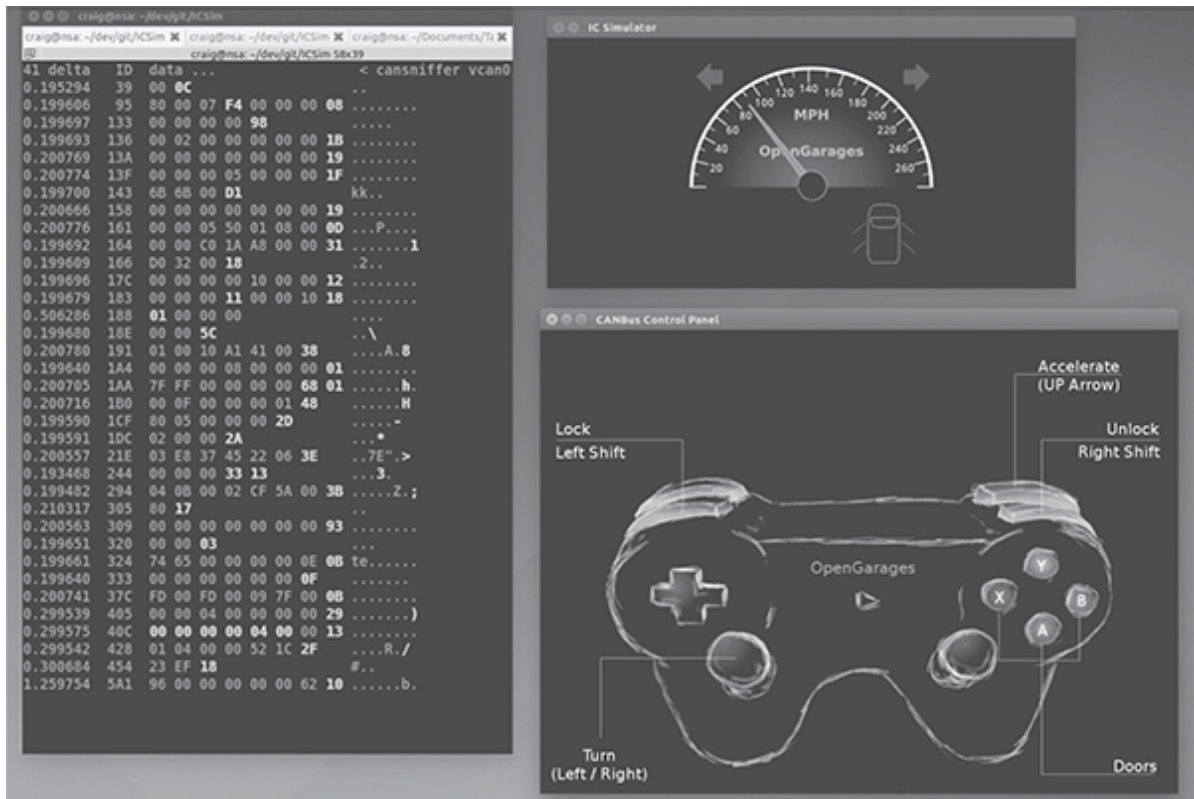 craig@nsa: ~/dev/git/ICSim
craig@nsa: ~/dev/git/ICSim craig@nsa: ~/dev/git/ICSim craig@nsa: ~/Documents/Ta
craig@nsa: ~/dev/git/ICSim 58x39
41 delta ID data ... < cansniffer vcan0
0.195294 39 00 0C ..
0.199606 95 80 00 07 F4 00 00 00 08 ........
0.199697 133 00 00 00 00 98 .....
0.199693 136 00 02 00 00 00 00 00 1B ........
0.200769 13A 00 00 00 00 00 00 00 19 ........
0.200774 13F 00 00 00 05 00 00 00 1F ........
0.199700 143 6B 6B 00 D1 kk..
0.200666 158 00 00 00 00 00 00 00 19 ........
0.200776 161 00 00 05 50 01 08 00 0D ...P....
0.199692 164 00 00 C0 1A A8 00 00 31 .......1
0.199609 166 D0 32 00 18 .2..
0.199696 17C 00 00 00 00 10 00 00 12 ........
0.199679 183 00 00 00 11 00 00 10 18 ........
0.506286 188 01 00 00 00 ....
0.199680 18E 00 00 5C ..\
0.200780 191 01 00 10 A1 41 00 38 ....A.8
0.199640 1A4 00 00 00 08 00 00 00 01 ........
0.200705 1AA 7F FF 00 00 00 00 68 01 ......h.
0.200716 1B0 00 0F 00 00 00 01 48 ......H
0.199590 1CF 80 05 00 00 00 2D .....-
0.199591 1DC 02 00 00 2A ...*
0.200557 21E 03 E8 37 45 22 06 3E ..7E".>
0.193468 244 00 00 00 33 13 ...3.
0.199482 294 04 0B 00 02 CF 5A 00 3B .....Z.;
0.210317 305 80 17 ..
0.200563 309 00 00 00 00 00 00 00 93 ........
0.199651 320 00 00 03 ...
0.199661 324 74 65 00 00 00 00 0E 0B te......
0.199640 333 00 00 00 00 00 00 0F .......
0.200741 37C FD 00 FD 00 09 7F 00 0B ........
0.299539 405 00 00 04 00 00 00 00 29 .......)
0.299575 40C 00 00 00 00 04 00 00 13 ........
0.299542 428 01 04 00 00 52 1C 2F ....R./
0.300684 454 23 EF 18 #..
1.259754 5A1 96 00 00 00 00 00 62 10 ......b.
IC Simulator
20 40 60 80 100 120 140 160 180 200 220 240 260
MPH
OpenGarages
CANBus Control Panel
Accelerate
(UP Arrow)
Lock
Left Shift
Unlock
Right Shift
OpenGarages
Y
X
B
A
Turn
(Left / Right)
Doors